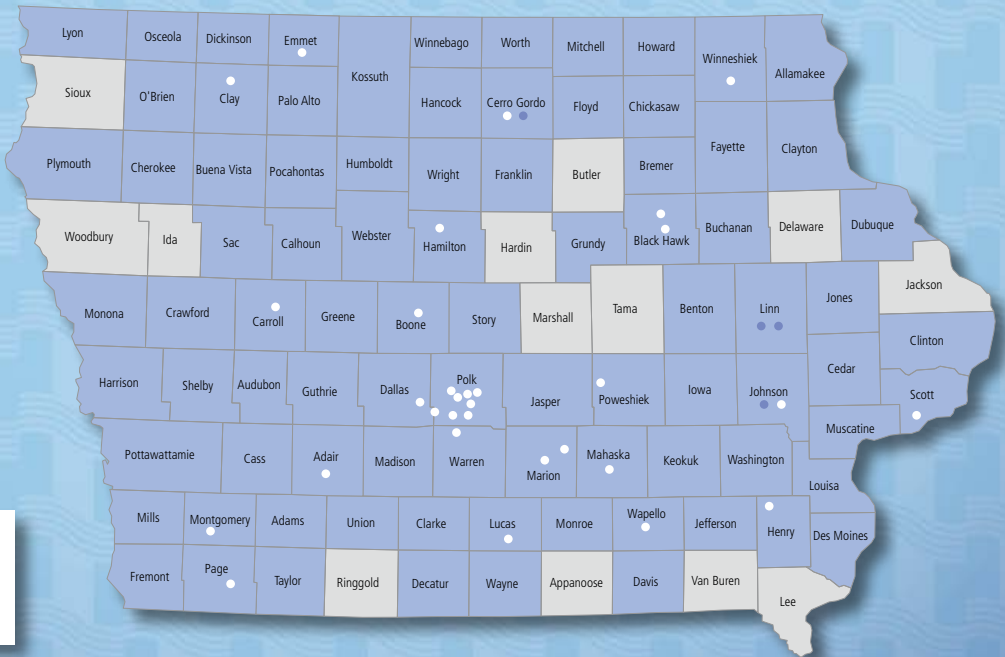 Lyon Osceola Dickinson Emmet Kossuth Winnebago Worth Mitchell Howard Winneshiek Allamakee
Sioux O'Brien Clay Palo Alto Hancock Cerro Gordo Floyd Chickasaw
Plymouth Cherokee Buena Vista Pocahontas Humboldt Wright Franklin Butler Bremer Fayette Clayton
Woodbury Ida Sac Calhoun Webster Hamilton Hardin Grundy Black Hawk Buchanan Delaware Dubuque
Monona Crawford Carroll Greene Boone Story Marshall Tama Benton Linn Jones Jackson
Clinton
Harrison Shelby Audubon Guthrie Dallas Polk Jasper Poweshiek Iowa Johnson Cedar Scott
Muscatine
Pottawattamie Cass Adair Madison Warren Marion Mahaska Keokuk Washington
Louisa
Mills Montgomery Adams Union Clarke Lucas Monroe Wapello Jefferson Henry Des Moines
Fremont Page Taylor Ringgold Decatur Wayne Appanoose Davis Van Buren Lee